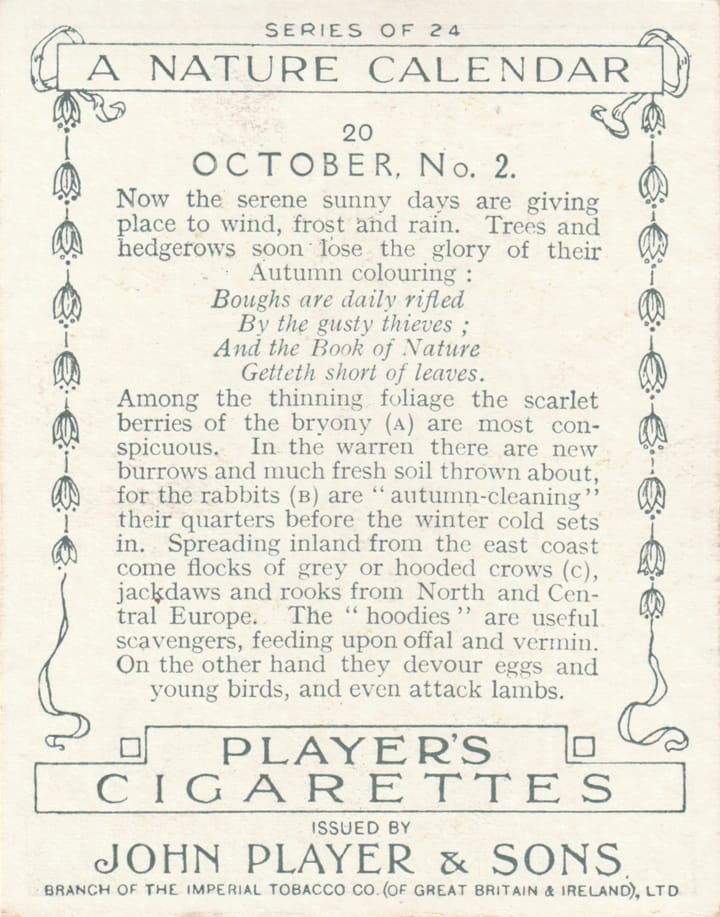 SERIES OF 24
A NATURE CALENDAR
20
OCTOBER, No. 2.
Now the serene sunny days are giving
place to wind, frost and rain. Trees and
hedgerows soon lose the glory of their
Autumn colouring :
Boughs are daily rifled
By the gusty thieves ;
And the Book of Nature
Getteth short of leaves.
Among the thinning foliage the scarlet
berries of the bryony (A) are most con-
spicuous. In the warren there are new
burrows and much fresh soil thrown about,
for the rabbits (B) are “ autumn-cleaning ”
their quarters before the winter cold sets
in. Spreading inland from the east coast
come flocks of grey or hooded crows (C),
jackdaws and rooks from North and Cen-
tral Europe. The “ hoodies ” are useful
scavengers, feeding upon offal and vermin.
On the other hand they devour eggs and
young birds, and even attack lambs.
PLAYER'S
CIGARETTES
ISSUED BY
JOHN PLAYER & SONS,
BRANCH OF THE IMPERIAL TOBACCO CO. (OF GREAT BRITAIN & IRELAND), LTD